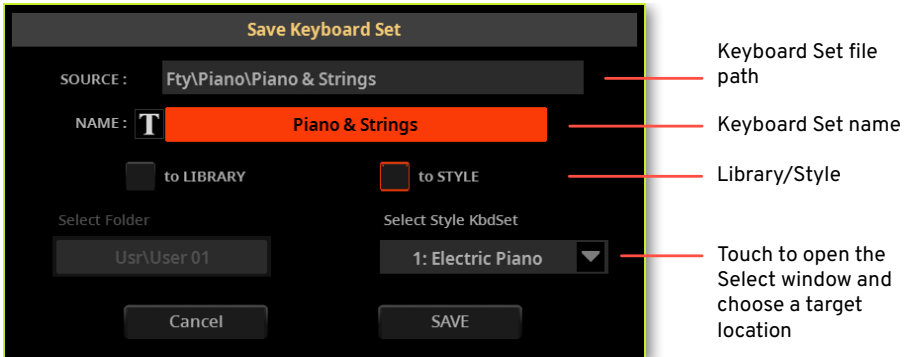 Save Keyboard Set
SOURCE :
Fty\Piano\Piano & Strings
Keyboard Set file
path
NAME :
T
Piano & Strings
Keyboard Set name
to LIBRARY
to STYLE
Library/Style
Select Folder
Select Style KbdSet
Usr\User 01
1: Electric Piano
Touch to open the
Select window and
choose a target
location
Cancel
SAVE